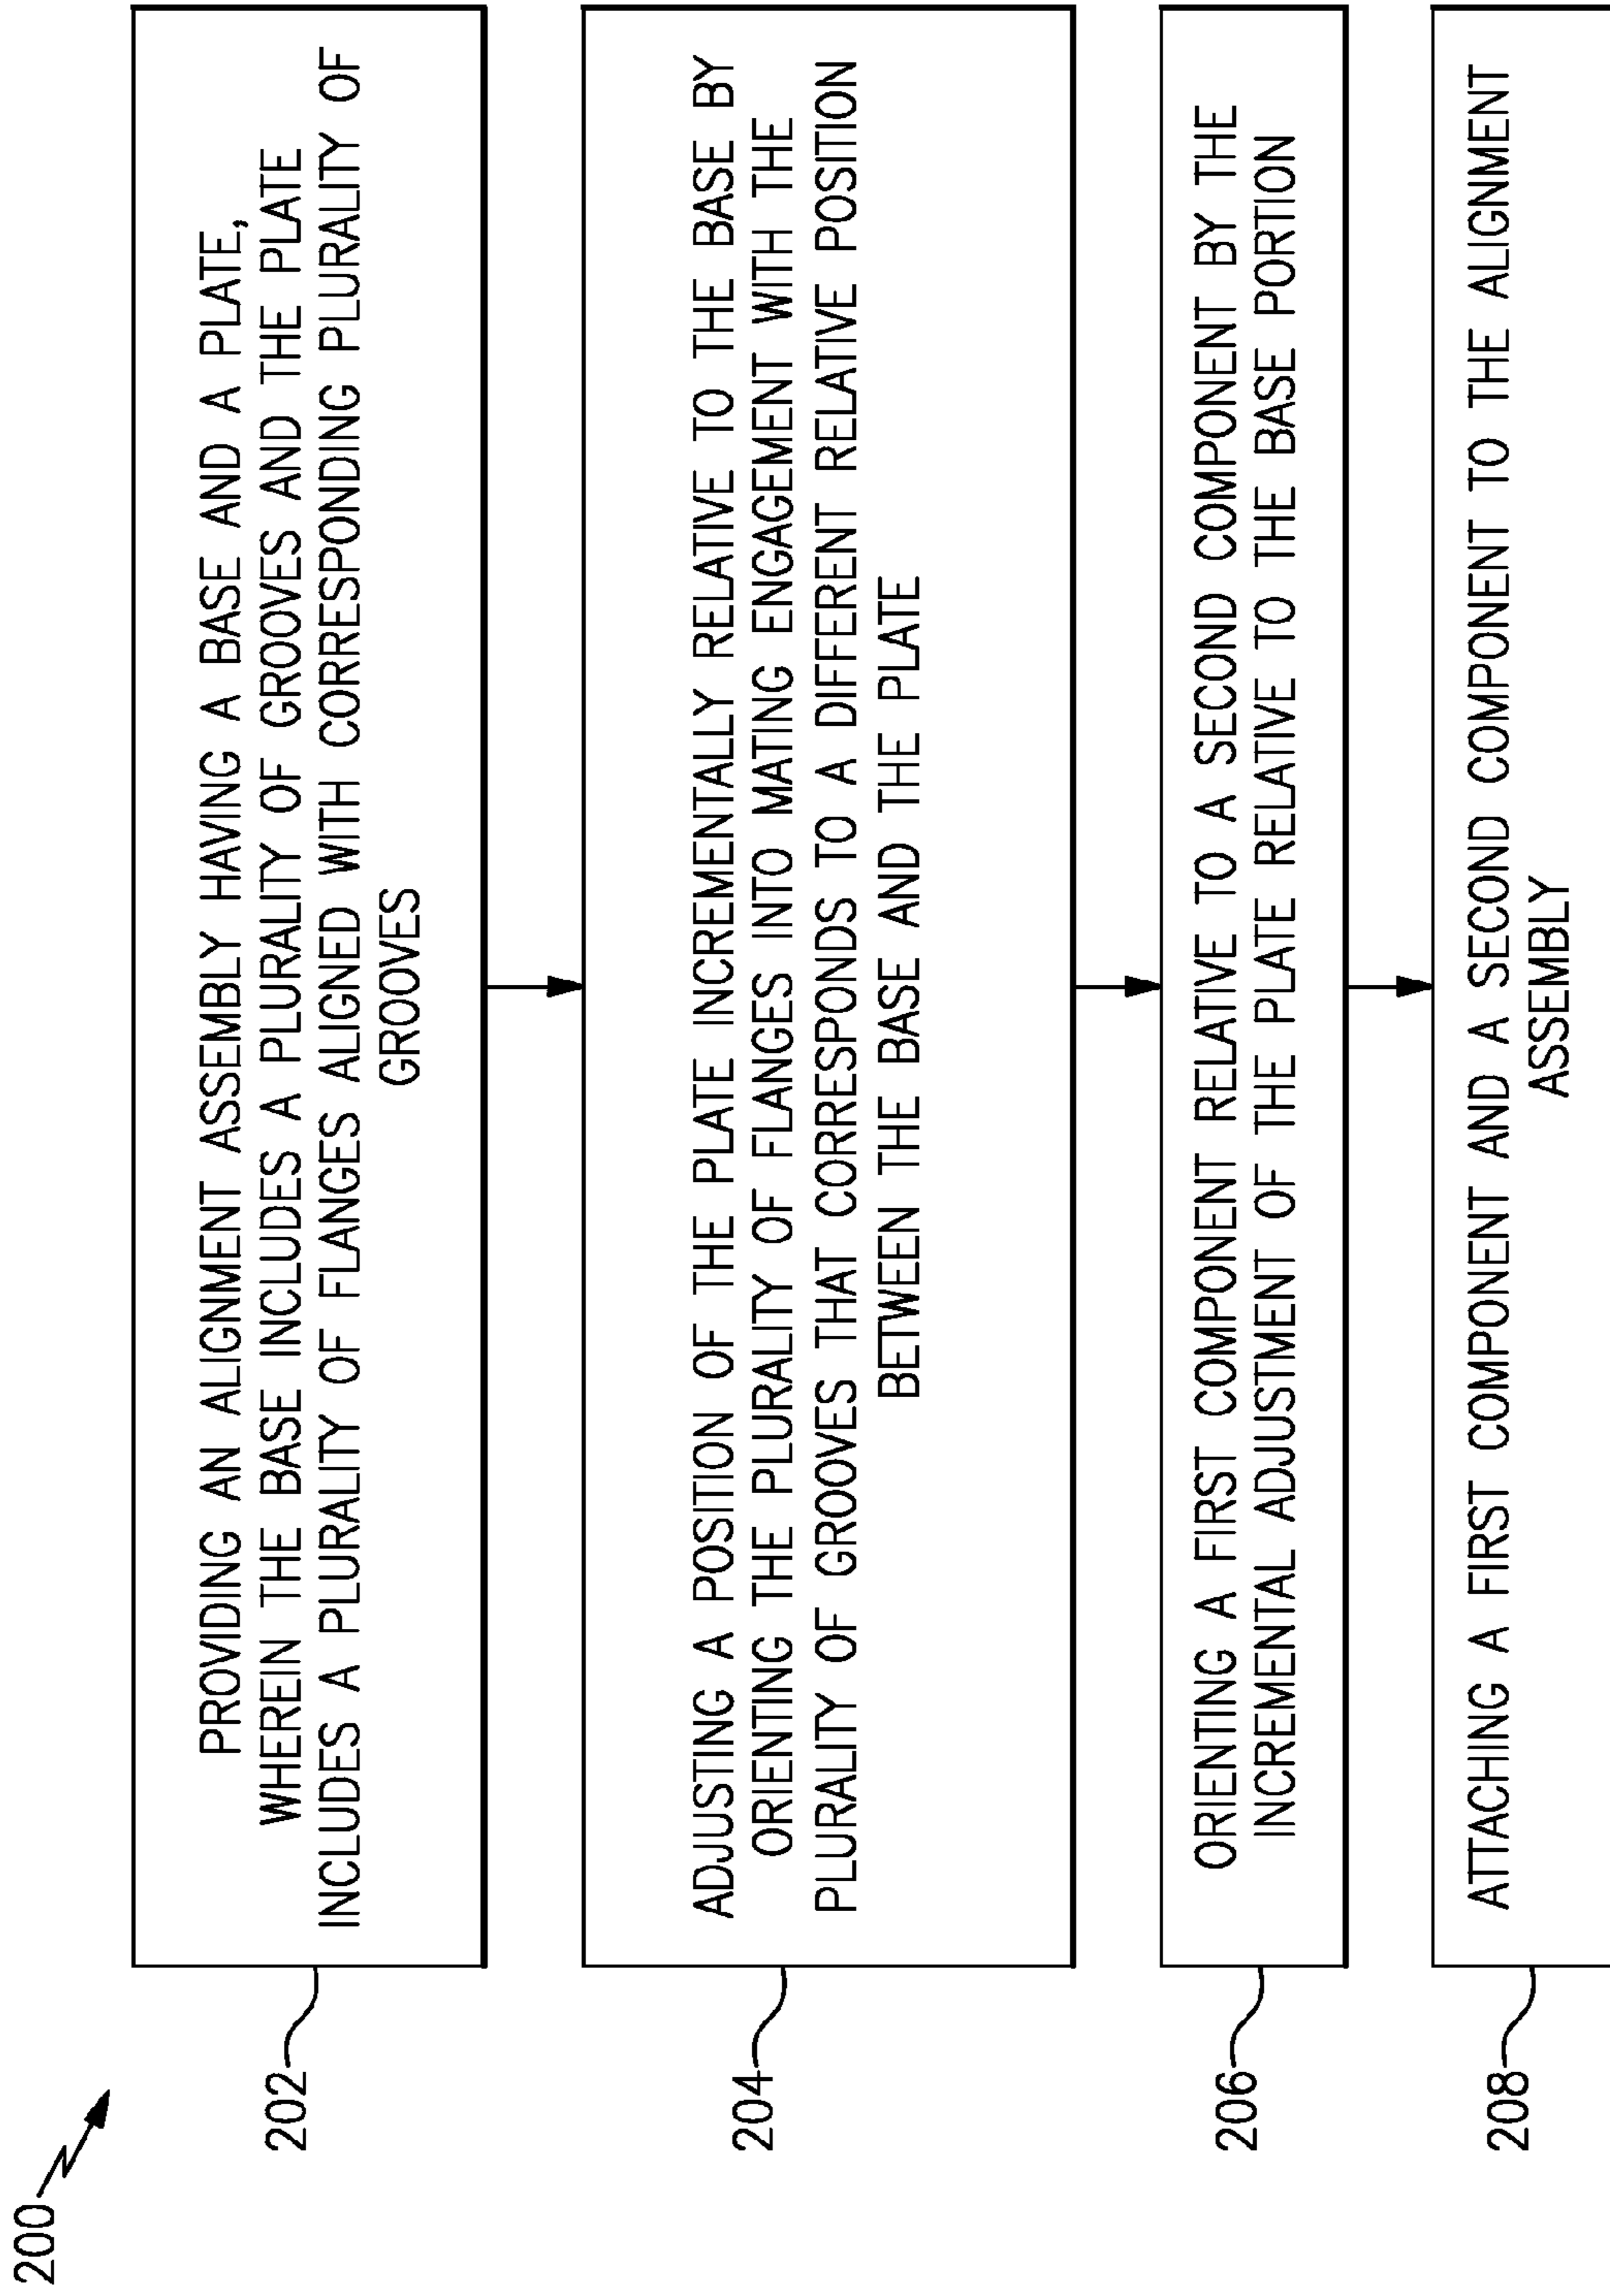 200
202
PROVIDING AN ALIGNMENT ASSEMBLY HAVING A BASE AND A PLATE,
WHEREIN THE BASE INCLUDES A PLURALITY OF GROOVES AND THE PLATE
INCLUDES A PLURALITY OF FLANGES ALIGNED WITH CORRESPONDING PLURALITY OF
GROOVES
204
ADJUSTING A POSITION OF THE PLATE INCREMENTALLY RELATIVE TO THE BASE BY
ORIENTING THE PLURALITY OF FLANGES INTO MATING ENGAGEMENT WITH THE
PLURALITY OF GROOVES THAT CORRESPONDS TO A DIFFERENT RELATIVE POSITION
BETWEEN THE BASE AND THE PLATE
206
ORIENTING A FIRST COMPONENT RELATIVE TO A SECOND COMPONENT BY THE
INCREMENTAL ADJUSTMENT OF THE PLATE RELATIVE TO THE BASE PORTION
208
ATTACHING A FIRST COMPONENT AND A SECOND COMPONENT TO THE ALIGNMENT
ASSEMBLY